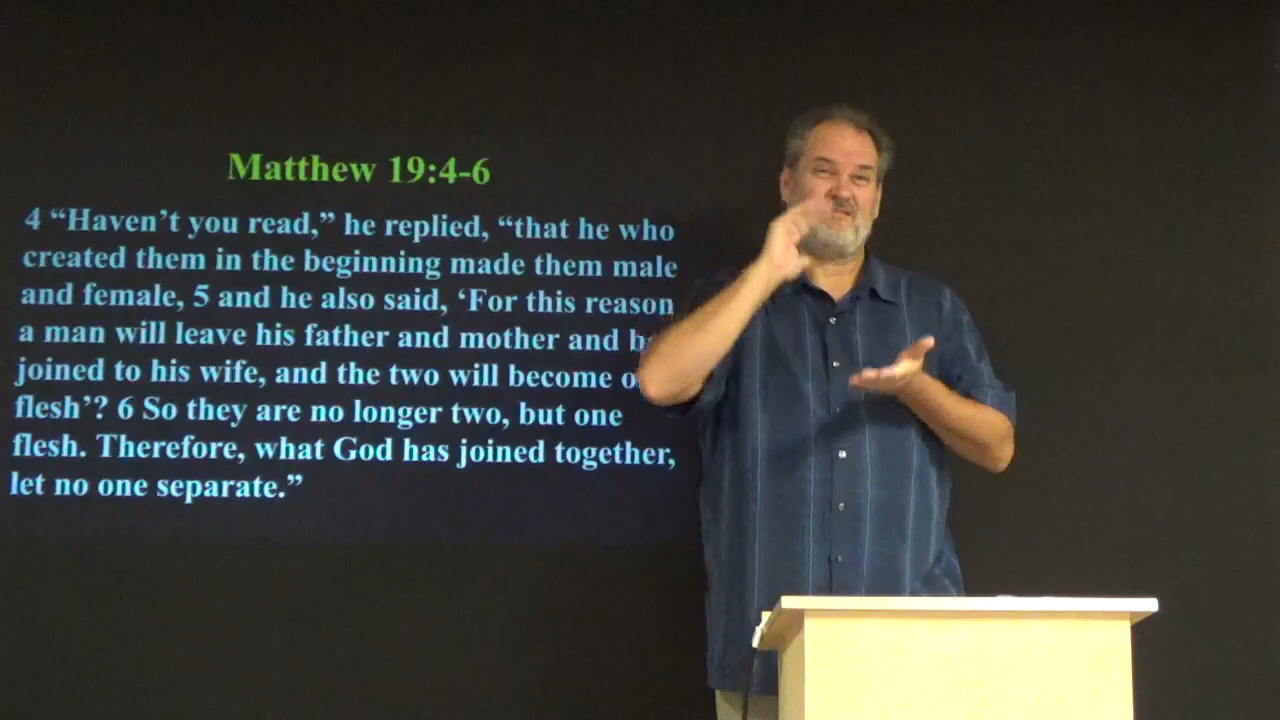 Matthew 19:4-6
4 “Haven’t you read,” he replied, “that he who
created them in the beginning made them male
and female, 5 and he also said, ‘For this reason
a man will leave his father and mother and
joined to his wife, and the two will become
flesh’? 6 So they are no longer two, but one
flesh. Therefore, what God has joined together,
let no one separate.”